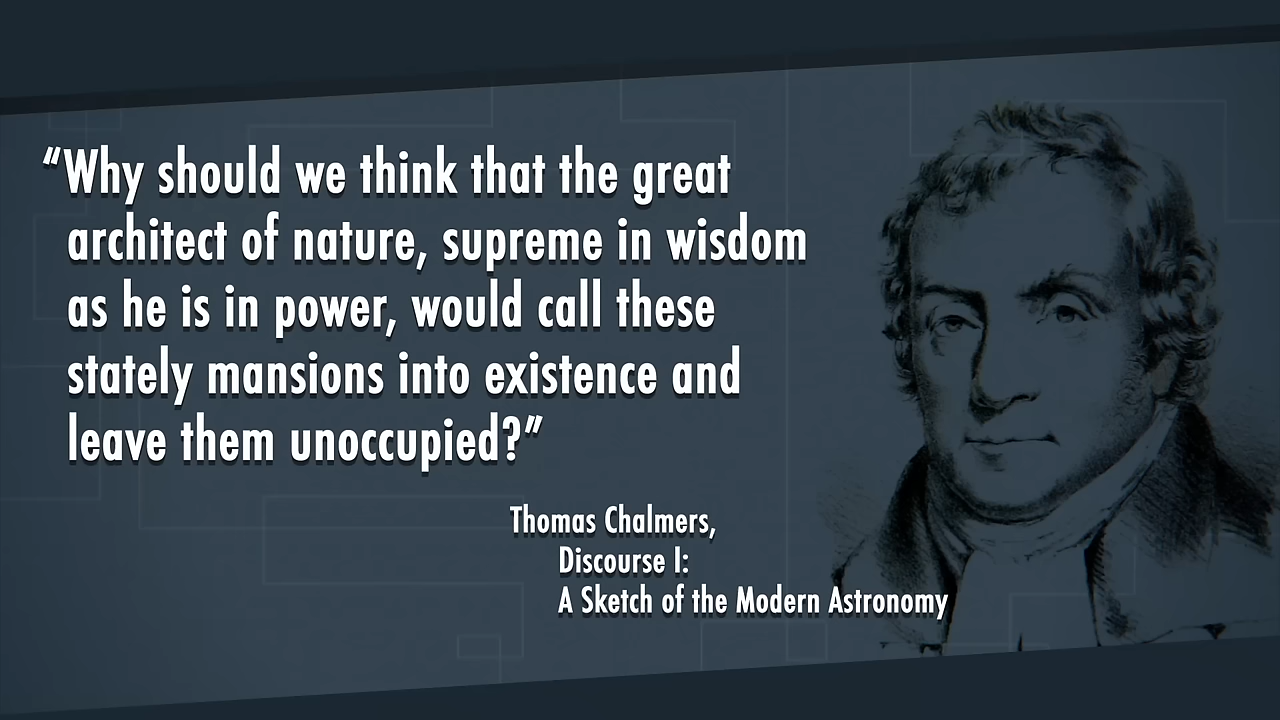 “Why should we think that the great
architect of nature, supreme in wisdom
as he is in power, would call these
stately mansions into existence and
leave them unoccupied?”
Thomas Chalmers,
Discourse I:
A Sketch of the Modern Astronomy